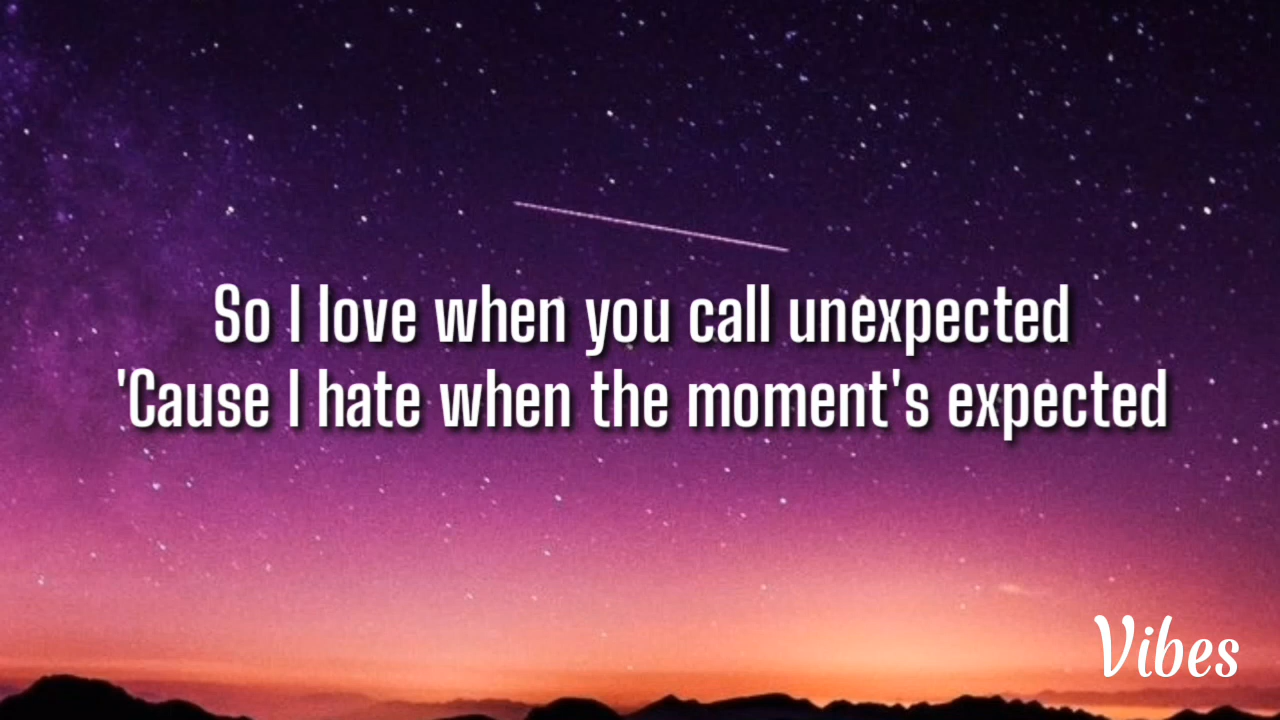 So I love when you call unexpected
'Cause I hate when the moment's expected
Vibes